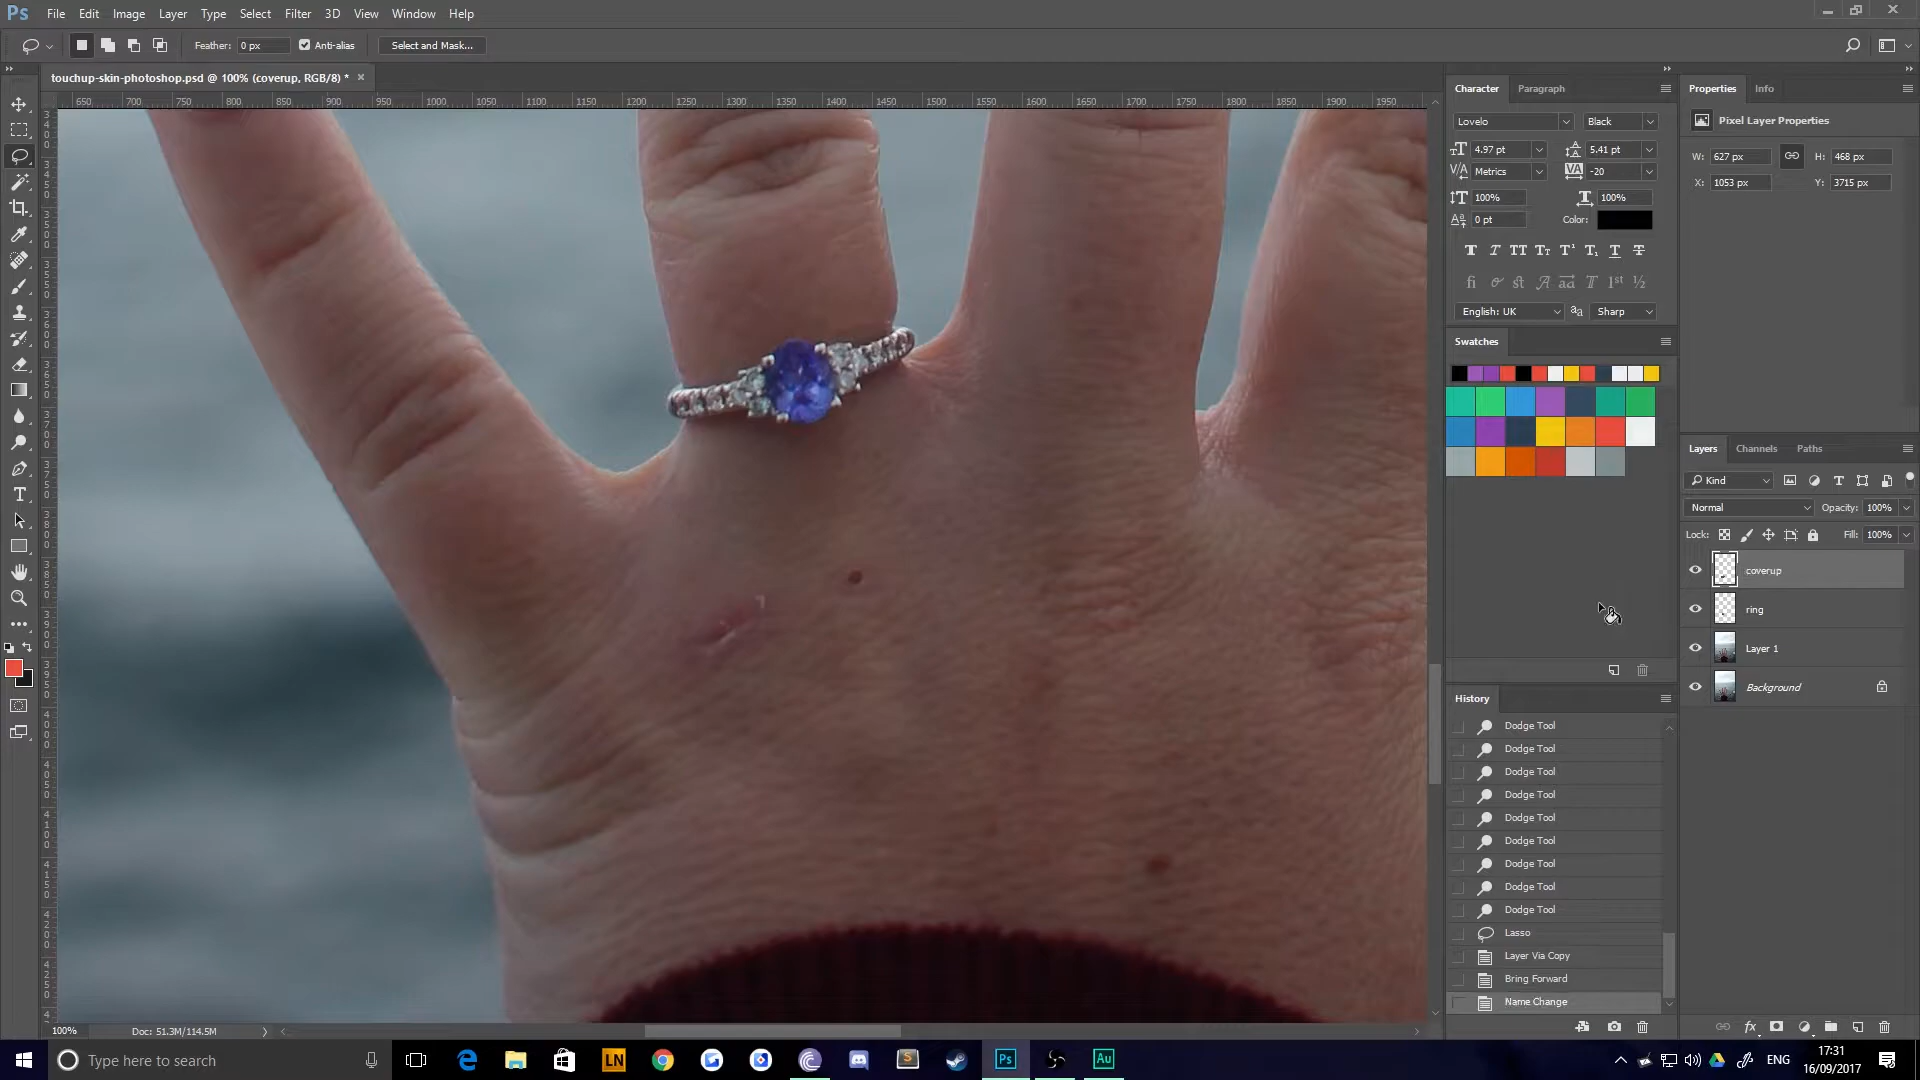 Ps File Edit Image Layer Type Select Filter 3D View Window Help
Feather: 0 px Anti-alias Select and Mask...
touchup-skin-photoshop.psd @ 100% (coverup, RGB/8) *
650 700 750 800 850 900 950 1000 1050 1100 1150 1200 1250 1300 1350 1400 1450 1500 1550 1600 1650 1700 1750 1800 1850 1900 1950
Character Paragraph
Lovelo Black
4.97 pt 5.41 pt
Metrics -20
100% 100%
0 pt Color:
English: UK Sharp
Swatches
Properties Info
Pixel Layer Properties
W: 627 px H: 468 px
X: 1053 px Y: 3715 px
Layers Channels Paths
Kind
Normal Opacity: 100%
Lock: Fill: 100%
coverup
ring
Layer 1
Background
History
Dodge Tool
Dodge Tool
Dodge Tool
Dodge Tool
Dodge Tool
Dodge Tool
Dodge Tool
Dodge Tool
Dodge Tool
Lasso
Layer Via Copy
Bring Forward
Name Change
100% Doc: 51.3M/114.5M
Type here to search
LN
Ps
Au
ENG
17:31
16/09/2017